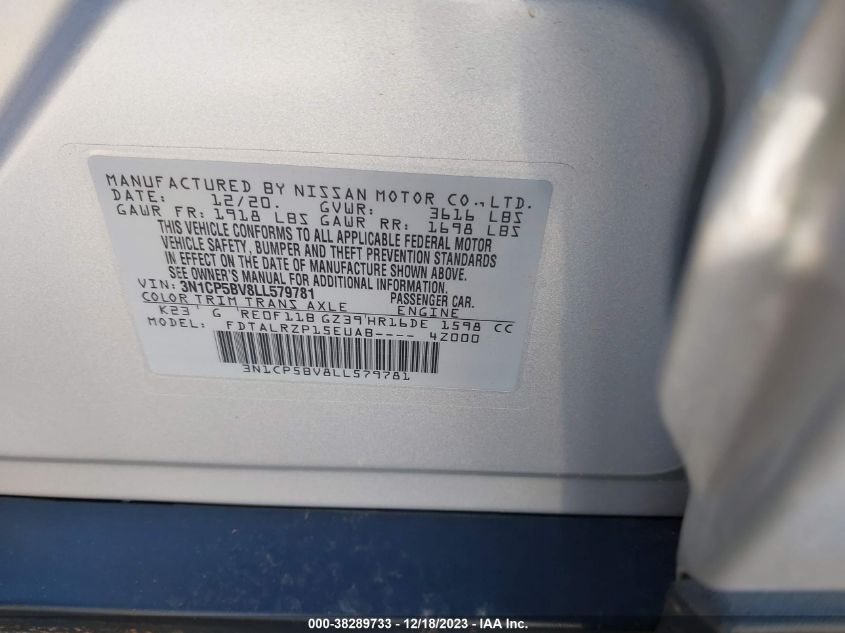 MANUFACTURED BY NISSAN MOTOR CO.,LTD.
DATE: 12/20. GVWR: 3616 LBS
GAWR FR: 1918 LBS GAWR RR: 1698 LBS
THIS VEHICLE CONFORMS TO ALL APPLICABLE FEDERAL MOTOR
VEHICLE SAFETY, BUMPER AND THEFT PREVENTION STANDARDS
IN EFFECT ON THE DATE OF MANUFACTURE SHOWN ABOVE.
SEE OWNER'S MANUAL FOR ADDITIONAL INFORMATION.
VIN: 3N1CP5BV8LL579781 PASSENGER CAR.
COLOR TRIM TRANS AXLE ENGINE
K23 G RE0F11B GZ39 HR16DE 1598 CC
MODEL: FDTALRZP15EUAB---- 42000
3N1CP5BV8LL579781
000-38289733 - 12/18/2023 - IAA Inc.